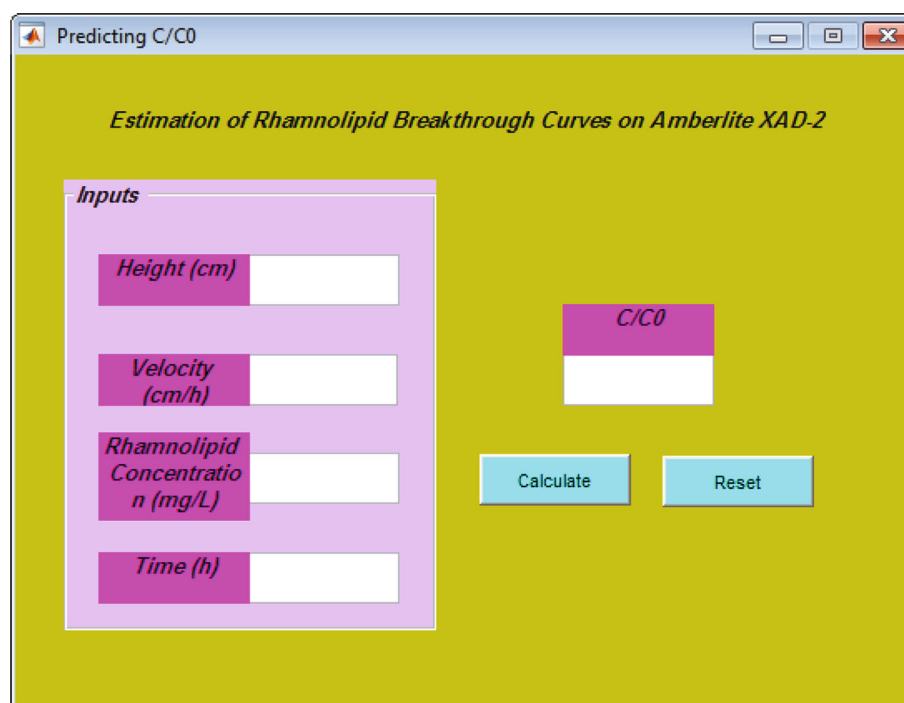 Predicting C/C0
Estimation of Rhamnolipid Breakthrough Curves on Amberlite XAD-2
Inputs
Height (cm)
Velocity
(cm/h)
Rhamnolipid
Concentratio
n (mg/L)
Time (h)
C/C0
Calculate
Reset